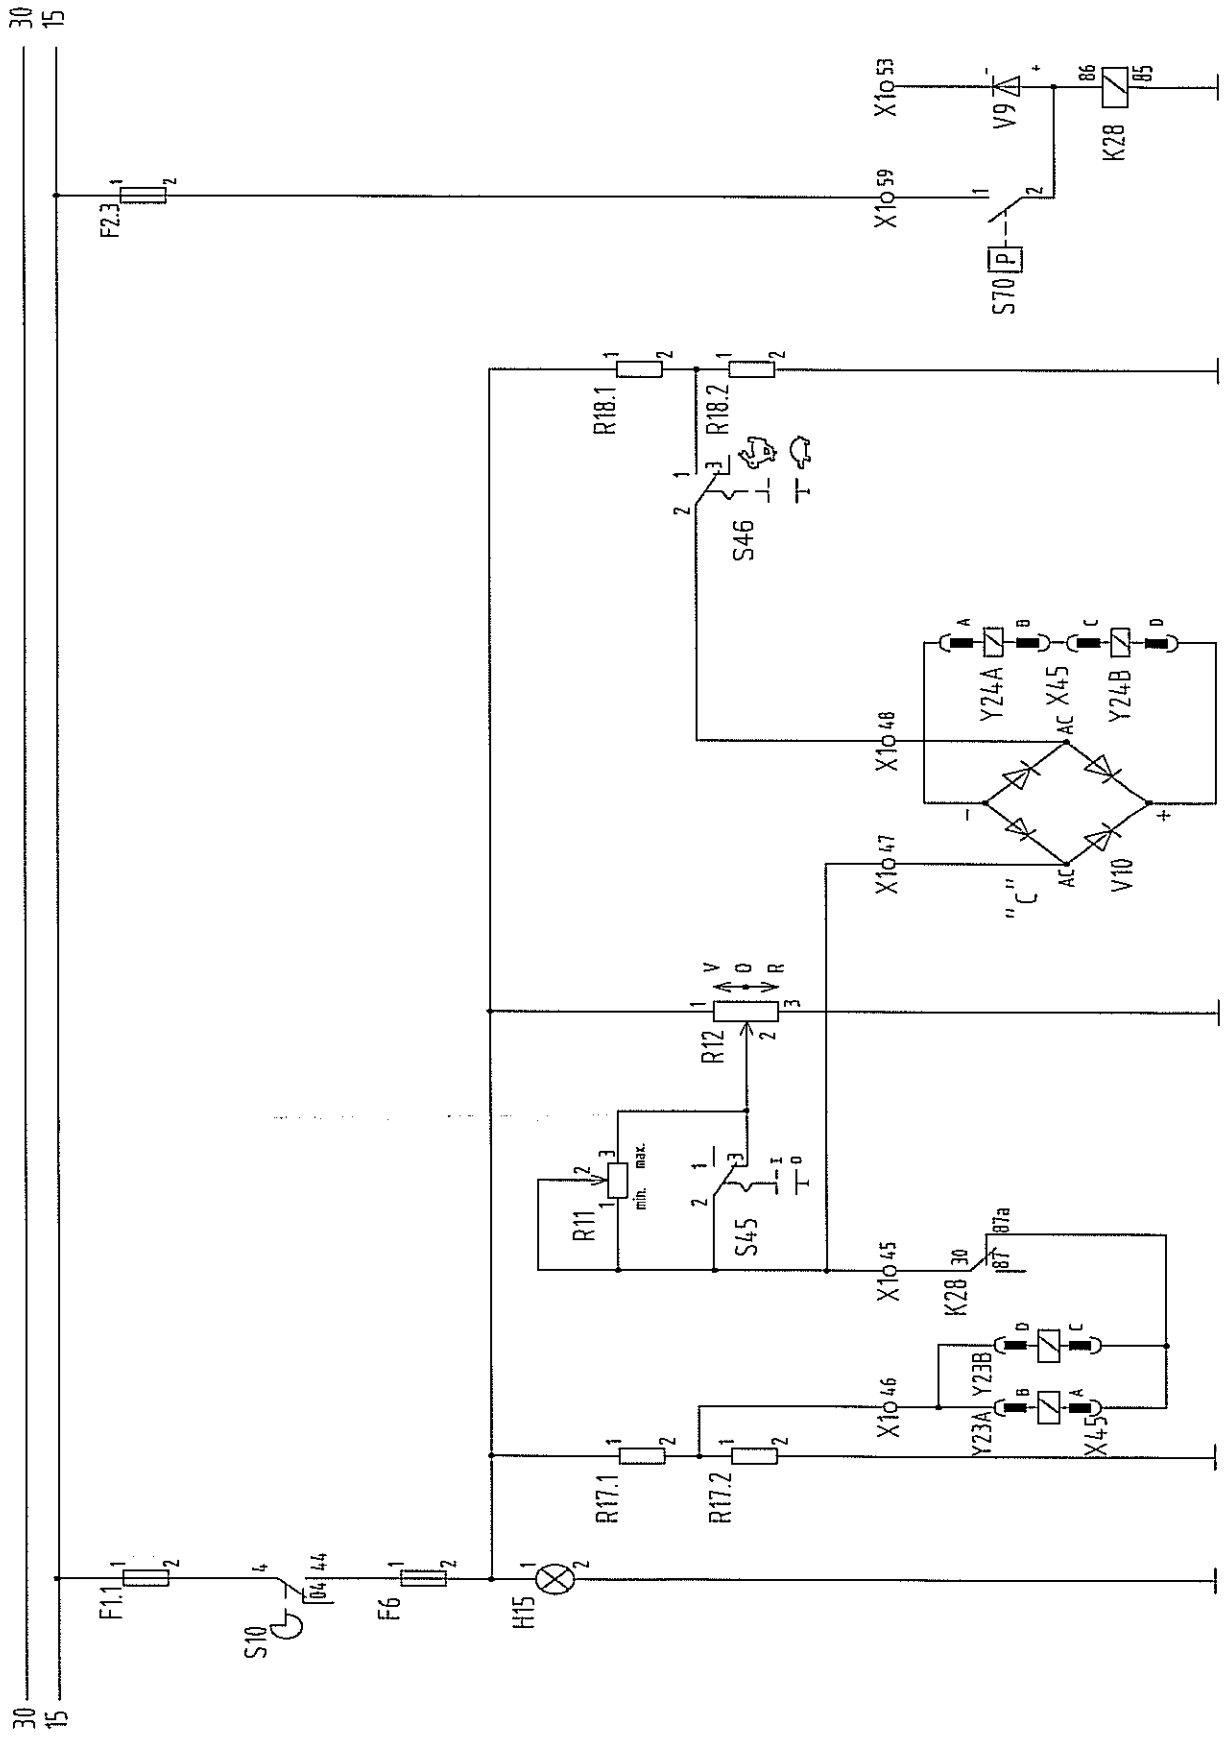 30
15
30
15
F1.1
1
2
S10
4
04
44
F6
1
2
H15
1
2
R17.1
1
2
R17.2
1
2
X1 46
Y23A
B
A
X45
Y23B
D
C
X1 45
K28
30
87
87a
R11
1
2
3
min.
max.
S45
2
1
3
I
0
R12
1
2
3
V
0
R
X1 47
X1 48
"C"
AC
AC
-
+
V10
Y24A
X45
Y24B
A
B
C
D
S46
2
1
3
R18.1
1
2
R18.2
1
2
F2.3
1
2
X1 59
S70
P
1
2
X1 53
V9
-
+
K28
86
85